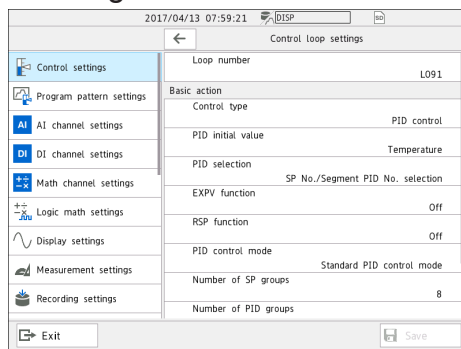 2017/04/13 07:59:21 DISP SD
Control loop settings
Control settings
Program pattern settings
AI AI channel settings
DI DI channel settings
Math channel settings
Logic math settings
Display settings
Measurement settings
Recording settings
Loop number
L091
Basic action
Control type
PID control
PID initial value
Temperature
PID selection
SP No./Segment PID No. selection
EXPV function
Off
RSP function
Off
PID control mode
Standard PID control mode
Number of SP groups
8
Number of PID groups
Exit
Save